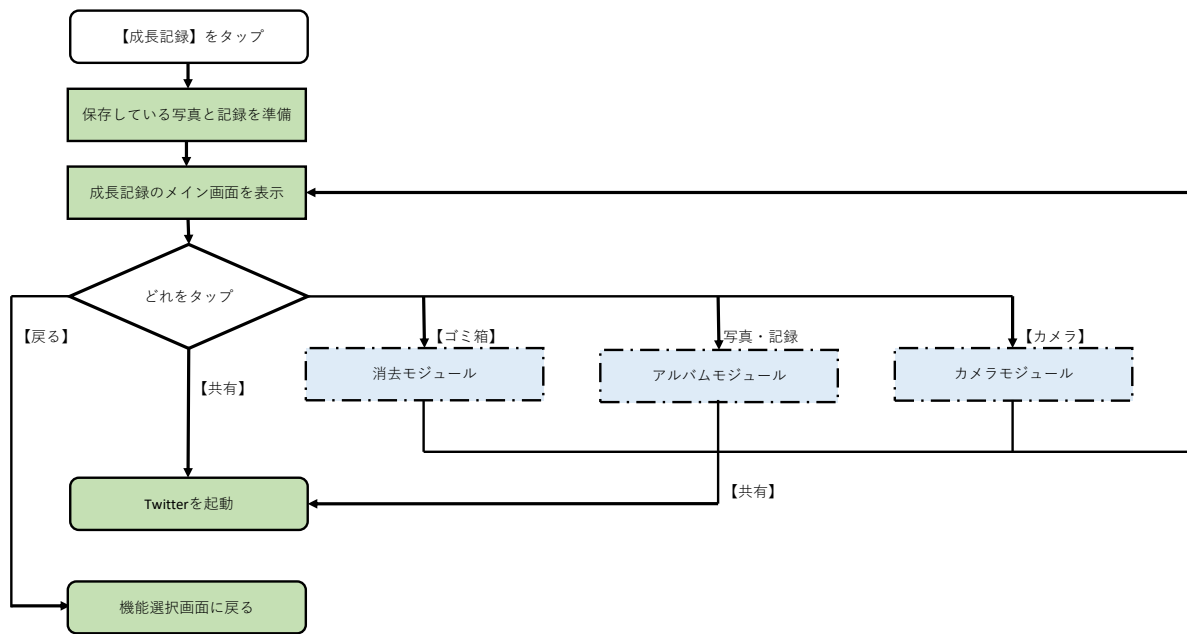 【成長記録】をタップ
保存している写真と記録を準備
成長記録のメイン画面を表示
どれをタップ
【戻る】
【ゴミ箱】
写真・記録
【カメラ】
消去モジュール
アルバムモジュール
カメラモジュール
【共有】
Twitterを起動
【共有】
機能選択画面に戻る